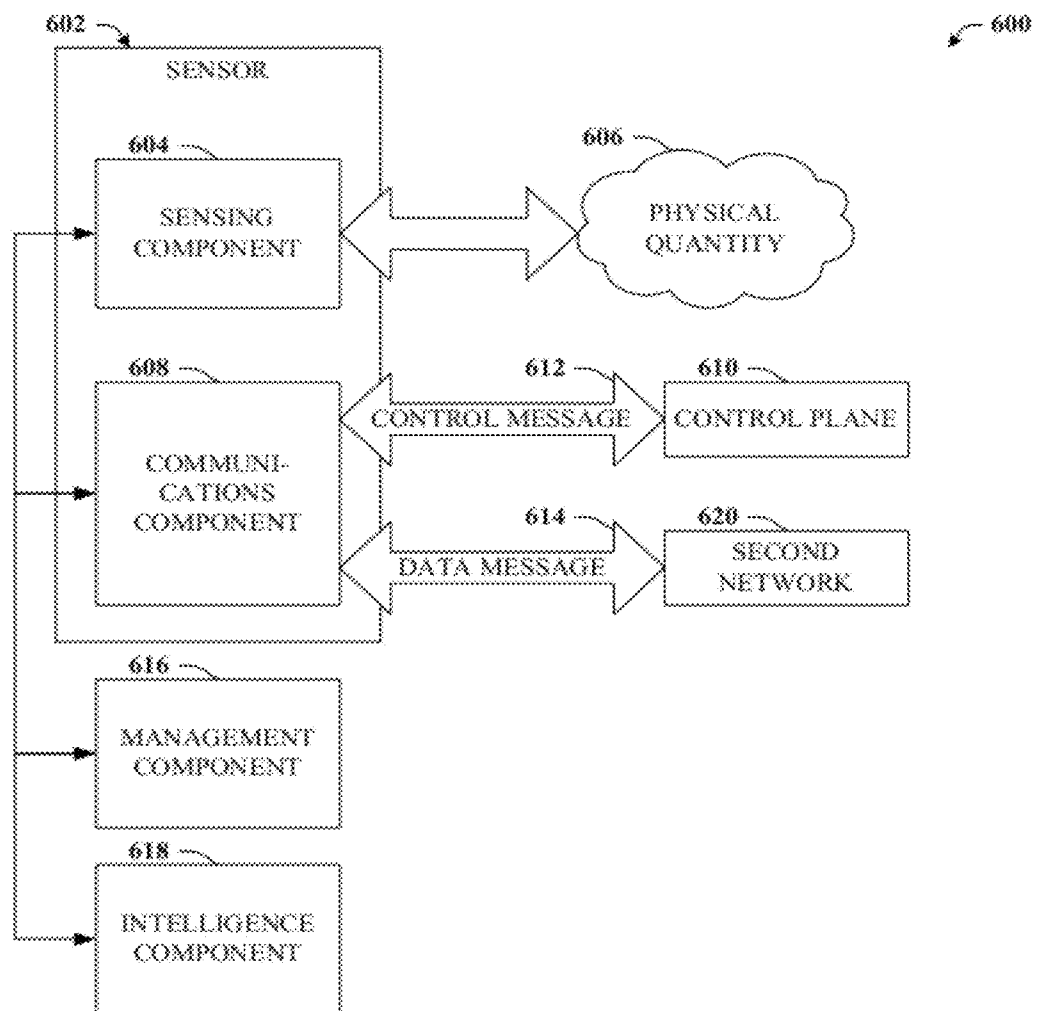 602
600
SENSOR
604
606
SENSING
COMPONENT
PHYSICAL
QUANTITY
608
612
610
CONTROL MESSAGE
CONTROL PLANE
COMMUNI-
CATIONS
COMPONENT
614
620
DATA MESSAGE
SECOND
NETWORK
616
MANAGEMENT
COMPONENT
618
INTELLIGENCE
COMPONENT